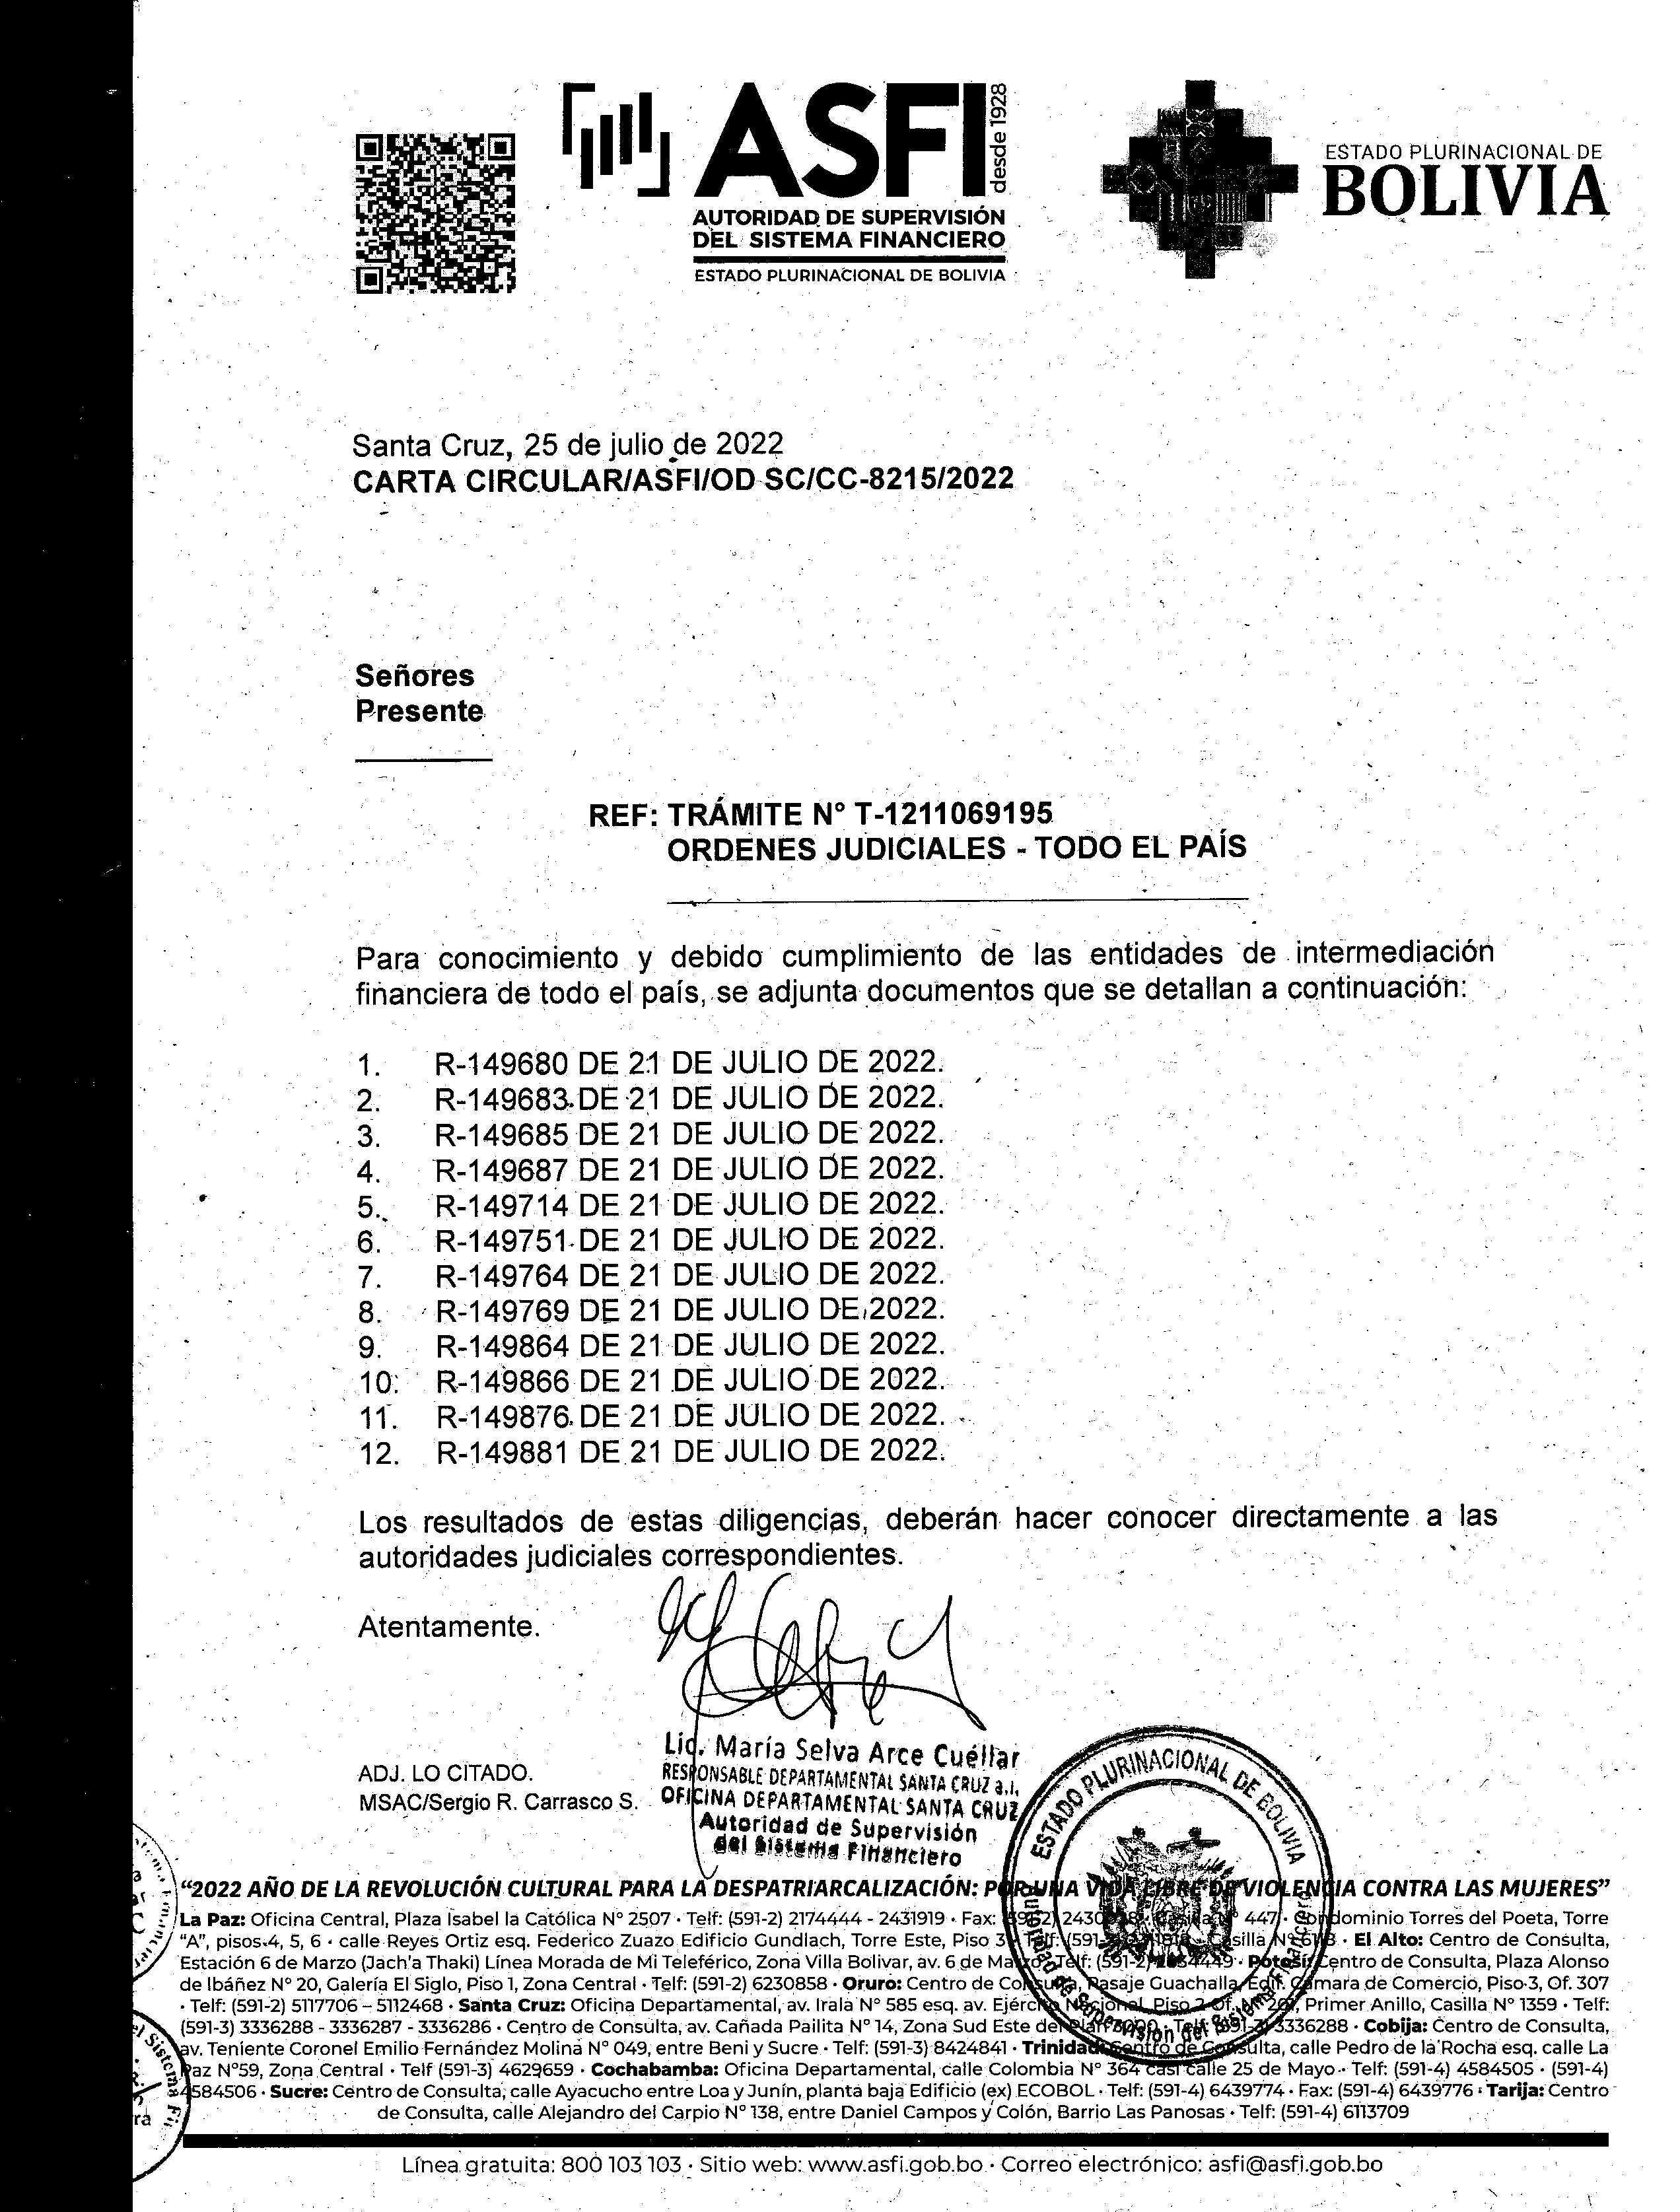 ASFI
desde 1928
AUTORIDAD DE SUPERVISIÓN
DEL SISTEMA FINANCIERO
ESTADO PLURINACIONAL DE BOLIVIA
ESTADO PLURINACIONAL DE
BOLIVIA
Santa Cruz, 25 de julio de 2022
CARTA CIRCULAR/ASFI/OD SC/CC-8215/2022
Señores
Presente
REF: TRÁMITE N° T-1211069195
ORDENES JUDICIALES - TODO EL PAÍS
Para conocimiento y debido cumplimiento de las entidades de intermediación
financiera de todo el país, se adjunta documentos que se detallan a continuación:
1. R-149680 DE 21 DE JULIO DE 2022.
2. R-149683 DE 21 DE JULIO DE 2022.
3. R-149685 DE 21 DE JULIO DE 2022.
4. R-149687 DE 21 DE JULIO DE 2022.
5. R-149714 DE 21 DE JULIO DE 2022.
6. R-149751 DE 21 DE JULIO DE 2022.
7. R-149764 DE 21 DE JULIO DE 2022.
8. R-149769 DE 21 DE JULIO DE 2022.
9. R-149864 DE 21 DE JULIO DE 2022.
10. R-149866 DE 21 DE JULIO DE 2022.
11. R-149876 DE 21 DE JULIO DE 2022.
12. R-149881 DE 21 DE JULIO DE 2022.
Los resultados de estas diligencias, deberán hacer conocer directamente a las
autoridades judiciales correspondientes.
Atentamente.
Lic. María Selva Arce Cuéllar
RESPONSABLE DEPARTAMENTAL SANTA CRUZ a.i.
OFICINA DEPARTAMENTAL SANTA CRUZ
Autoridad de Supervisión
del Sistema Financiero
ADJ. LO CITADO.
MSAC/Sergio R. Carrasco S.
ESTADO PLURINACIONAL DE BOLIVIA
Autoridad de Supervisión del Sistema Financiero
“2022 AÑO DE LA REVOLUCIÓN CULTURAL PARA LA DESPATRIARCALIZACIÓN: POR UNA VIDA LIBRE DE VIOLENCIA CONTRA LAS MUJERES”
La Paz: Oficina Central, Plaza Isabel la Católica N° 2507 · Telf: (591-2) 2174444 - 2431919 · Fax: N° 447 · Condominio Torres del Poeta, Torre
“A”, pisos 4, 5, 6 · calle Reyes Ortiz esq. Federico Zuazo Edificio Gundlach, Torre Este, Piso 3 · El Alto: Centro de Consulta,
Estación 6 de Marzo (Jach'a Thaki) Línea Morada de Mi Teleférico, Zona Villa Bolivar, av. 6 de Marzo · Telf: · Potosí: Centro de Consulta, Plaza Alonso
de Ibáñez N° 20, Galería El Siglo, Piso 1, Zona Central · Telf: (591-2) 6230858 · Oruro: Centro de Consulta, Pasaje Guachalla, Edif. Cámara de Comercio, Piso 3, Of. 307
· Telf: (591-2) 5117706 – 5112468 · Santa Cruz: Oficina Departamental, av. Irala N° 585 esq. av. Ejército Nacional, Piso 2 Of. 201, Primer Anillo, Casilla N° 1359 · Telf:
(591-3) 3336288 - 3336287 - 3336286 · Centro de Consulta, av. Cañada Pailita N° 14, Zona Sud Este del Plan 3000 · Telf: (591-3) 3336288 · Cobija: Centro de Consulta,
av. Teniente Coronel Emilio Fernández Molina N° 049, entre Beni y Sucre · Telf: (591-3) 8424841 · Trinidad: Centro de Consulta, calle Pedro de la Rocha esq. calle La
Paz N°59, Zona Central · Telf (591-3) 4629659 · Cochabamba: Oficina Departamental, calle Colombia N° 364 casi calle 25 de Mayo · Telf: (591-4) 4584505 · (591-4)
4584506 · Sucre: Centro de Consulta, calle Ayacucho entre Loa y Junín, planta baja Edificio (ex) ECOBOL · Telf: (591-4) 6439774 · Fax: (591-4) 6439776 · Tarija: Centro
de Consulta, calle Alejandro del Carpio N° 138, entre Daniel Campos y Colón, Barrio Las Panosas · Telf: (591-4) 6113709
Línea gratuita: 800 103 103 · Sitio web: www.asfi.gob.bo · Correo electrónico: asfi@asfi.gob.bo